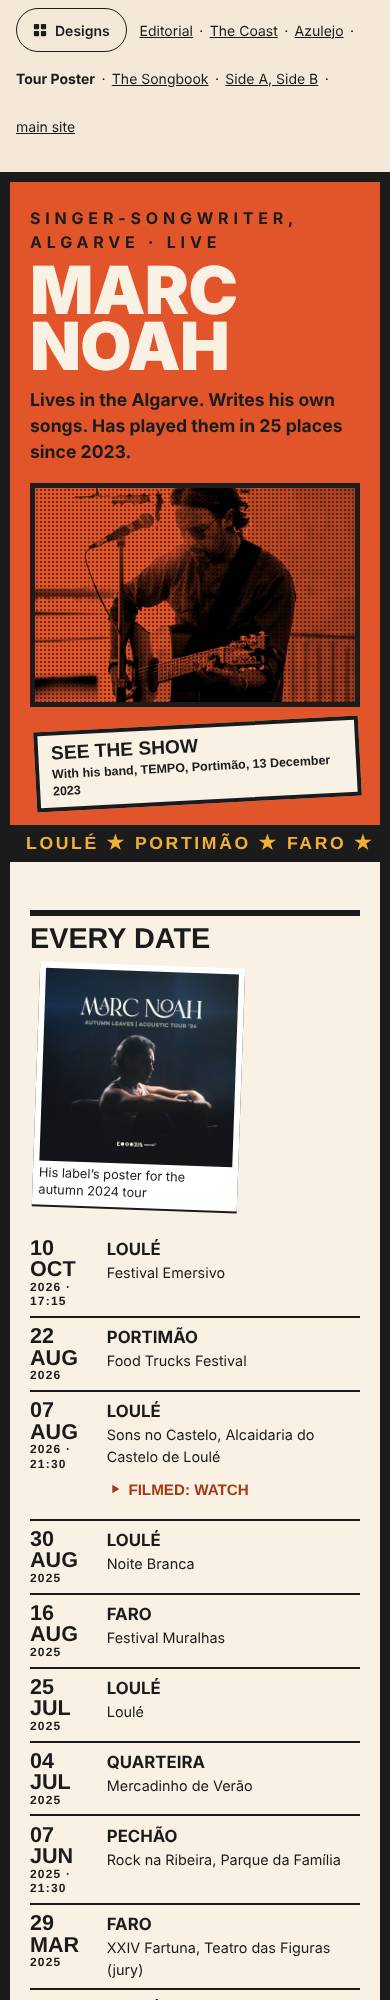 Designs Editorial · The Coast · Azulejo ·
Tour Poster · The Songbook · Side A, Side B ·
main site
SINGER-SONGWRITER,
ALGARVE · LIVE
MARC
NOAH
Lives in the Algarve. Writes his own
songs. Has played them in 25 places
since 2023.
SEE THE SHOW
With his band, TEMPO, Portimão, 13 December
2023
LOULÉ ★ PORTIMÃO ★ FARO ★
EVERY DATE
MARC NOAH
AUTUMN LEAVES | ACOUSTIC TOUR '24
His label's poster for the
autumn 2024 tour
10
OCT
2026 ·
17:15
LOULÉ
Festival Emersivo
22
AUG
2026
PORTIMÃO
Food Trucks Festival
07
AUG
2026 ·
21:30
LOULÉ
Sons no Castelo, Alcaidaria do
Castelo de Loulé
FILMED: WATCH
30
AUG
2025
LOULÉ
Noite Branca
16
AUG
2025
FARO
Festival Muralhas
25
JUL
2025
LOULÉ
Loulé
04
JUL
2025
QUARTEIRA
Mercadinho de Verão
07
JUN
2025 ·
21:30
PECHÃO
Rock na Ribeira, Parque da Família
29
MAR
2025
FARO
XXIV Fartuna, Teatro das Figuras
(jury)